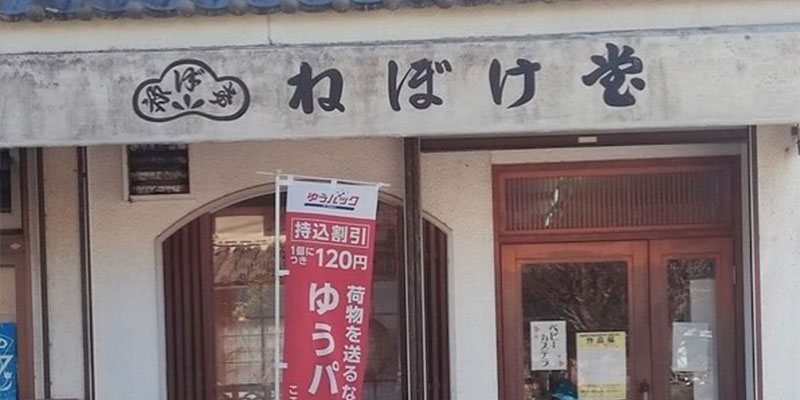 ねぼけ堂
ゆうパック
持込割引
1個に
つき
120円
荷物を送るな
ゆうパ
ベビー
カステラ